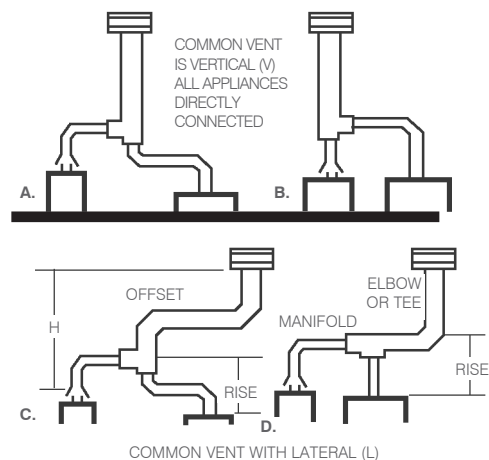 COMMON VENT
IS VERTICAL (V)
ALL APPLIANCES
DIRECTLY
CONNECTED
A.
B.
OFFSET
H
RISE
C.
ELBOW
OR TEE
MANIFOLD
RISE
D.
COMMON VENT WITH LATERAL (L)